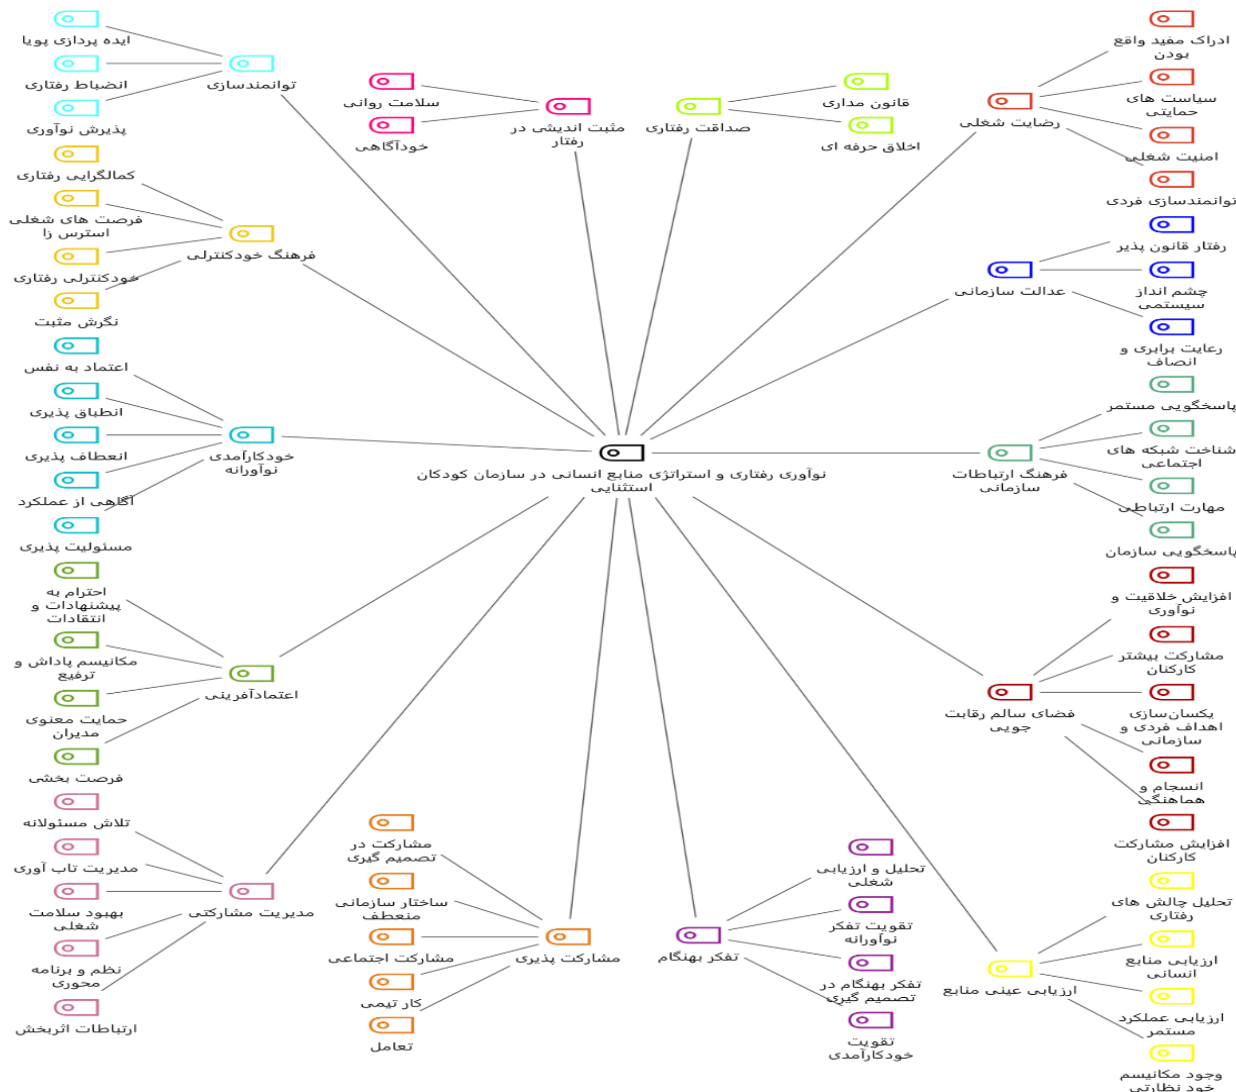 ایده پردازی پویا
انضباط رفتاری
پذیرش نوآوری
توانمندسازی
کمالگرایی رفتاری
فرصت های شغلی
استرس زا
خودکنترلی رفتاری
نگرش مثبت
فرهنگ خودکنترلی
اعتماد به نفس
انطباق پذیری
انعطاف پذیری
آگاهی از عملکرد
مسئولیت پذیری
خودکارآمدی
نوآورانه
احترام به
پیشنهادات و
انتقادات
مکانیسم پاداش و
ترفیع
حمایت معنوی
مدیران
فرصت بخشی
اعتمادآفرینی
تلاش مسئولانه
مدیریت تاب آوری
بهبود سلامت
شغلی
نظم و برنامه
محوری
ارتباطات اثربخش
مدیریت مشارکتی
سلامت روانی
خودآگاهی
مثبت اندیشی در
رفتار
قانون مداری
اخلاق حرفه ای
صداقت رفتاری
نوآوری رفتاری و استراتژی منابع انسانی در سازمان کودکان
استثنایی
مشارکت در
تصمیم گیری
ساختار سازمانی
منعطف
مشارکت اجتماعی
کار تیمی
تعامل
مشارکت پذیری
تحلیل و ارزیابی
شغلی
تقویت تفکر
نوآورانه
تفکر بهنگام در
تصمیم گیری
تقویت
خودکارآمدی
تفکر بهنگام
ادراک مفید واقع
بودن
سیاست های
حمایتی
امنیت شغلی
توانمندسازی فردی
رضایت شغلی
رفتار قانون پذیر
چشم انداز
سیستمی
رعایت برابری و
انصاف
عدالت سازمانی
پاسخگویی مستمر
شناخت شبکه های
اجتماعی
مهارت ارتباطی
پاسخگویی سازمان
فرهنگ ارتباطات
سازمانی
افزایش خلاقیت و
نوآوری
مشارکت بیشتر
کارکنان
یکسان‌سازی
اهداف فردی و
سازمانی
انسجام و
هماهنگی
افزایش مشارکت
کارکنان
فضای سالم رقابت
جویی
تحلیل چالش های
رفتاری
ارزیابی منابع
انسانی
ارزیابی عملکرد
مستمر
وجود مکانیسم
خود نظارتی
ارزیابی عینی منابع